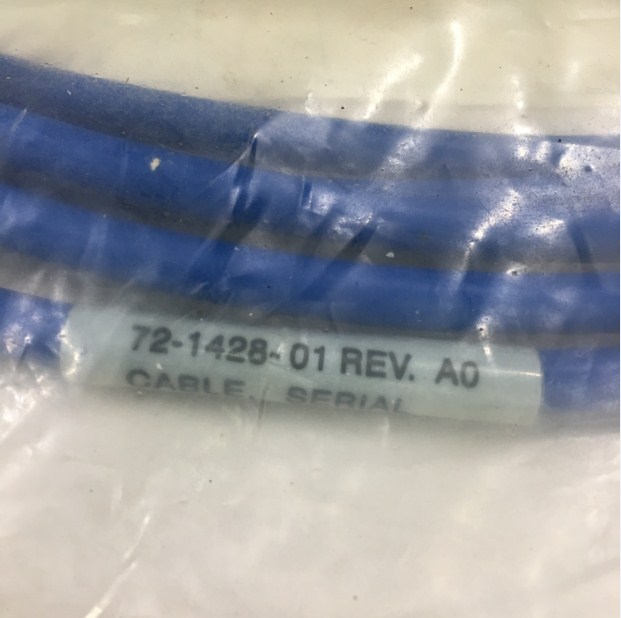 72-1428-01 REV. A0
CABLE, SERIAL